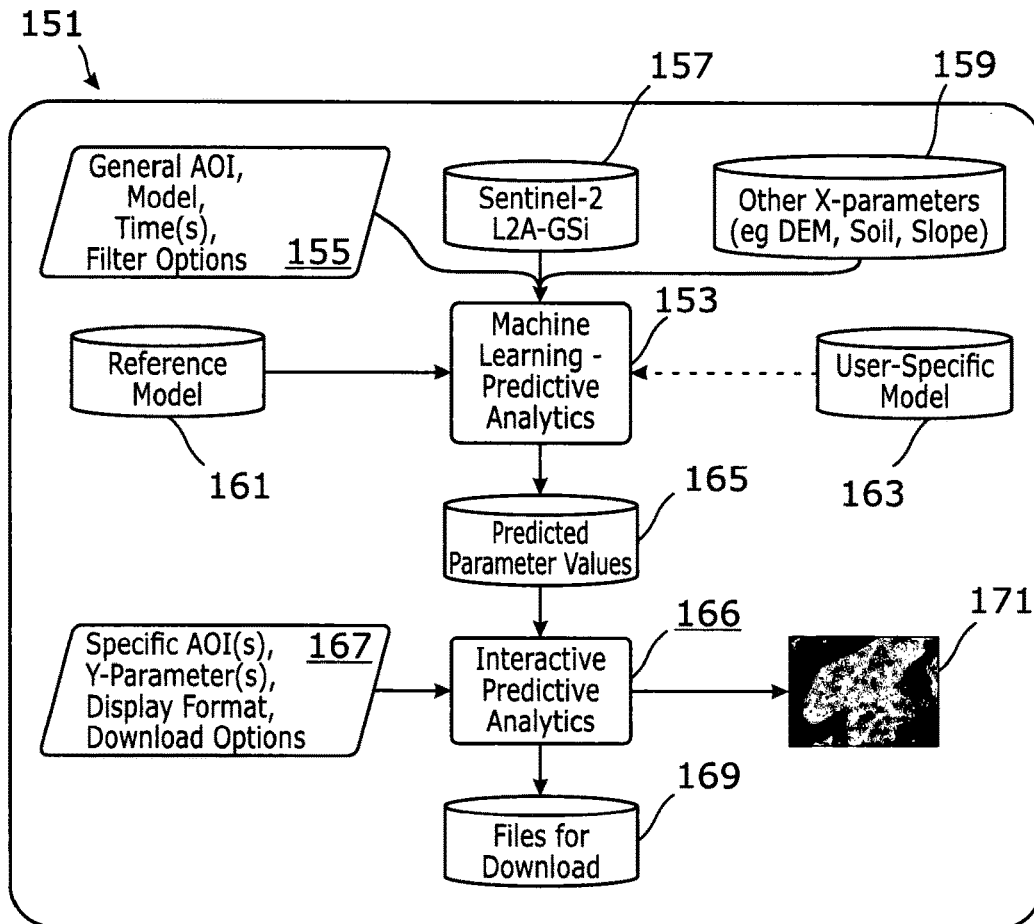 151
157
159
General AOI,
Model,
Time(s),
Filter Options
155
Sentinel-2
L2A-GSi
Other X-parameters
(eg DEM, Soil, Slope)
153
Machine
Learning -
Predictive
Analytics
Reference
Model
User-Specific
Model
161
163
165
Predicted
Parameter Values
Specific AOI(s),
Y-Parameter(s),
Display Format,
Download Options
167
166
Interactive
Predictive
Analytics
171
169
Files for
Download